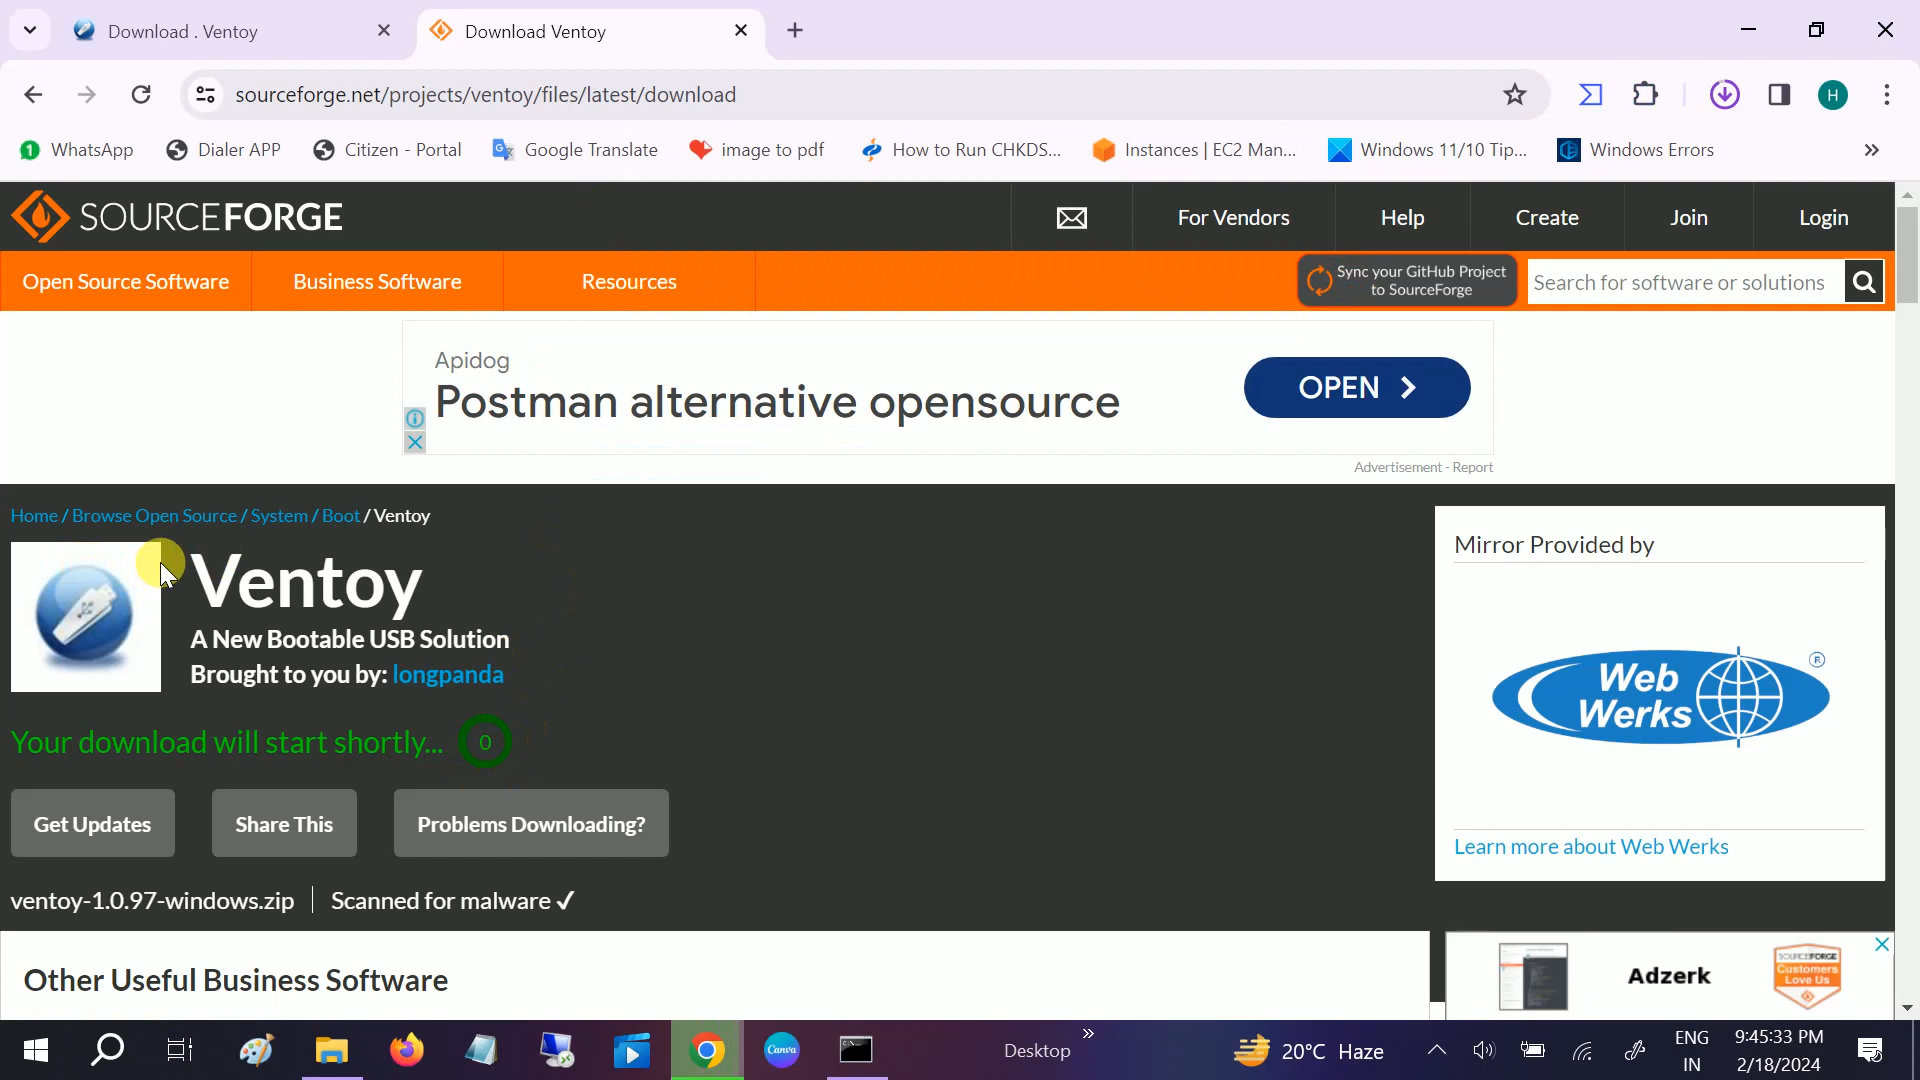 Download . Ventoy
Download Ventoy
sourceforge.net/projects/ventoy/files/latest/download
H
1 WhatsApp
Dialer APP
Citizen - Portal
Google Translate
image to pdf
How to Run CHKDS...
Instances | EC2 Man...
Windows 11/10 Tip...
Windows Errors
SOURCEFORGE
For Vendors
Help
Create
Join
Login
Open Source Software
Business Software
Resources
Sync your GitHub Project
to SourceForge
Search for software or solutions
Apidog
Postman alternative opensource
OPEN
Advertisement - Report
Home / Browse Open Source / System / Boot / Ventoy
Ventoy
A New Bootable USB Solution
Brought to you by: longpanda
Your download will start shortly... 0
Get Updates
Share This
Problems Downloading?
ventoy-1.0.97-windows.zip
Scanned for malware ✓
Mirror Provided by
Web
Werks ®
Learn more about Web Werks
Other Useful Business Software
Adzerk
SOURCEFORGE
Customers
Love Us
Canva
Desktop
20°C Haze
ENG
IN
9:45:33 PM
2/18/2024